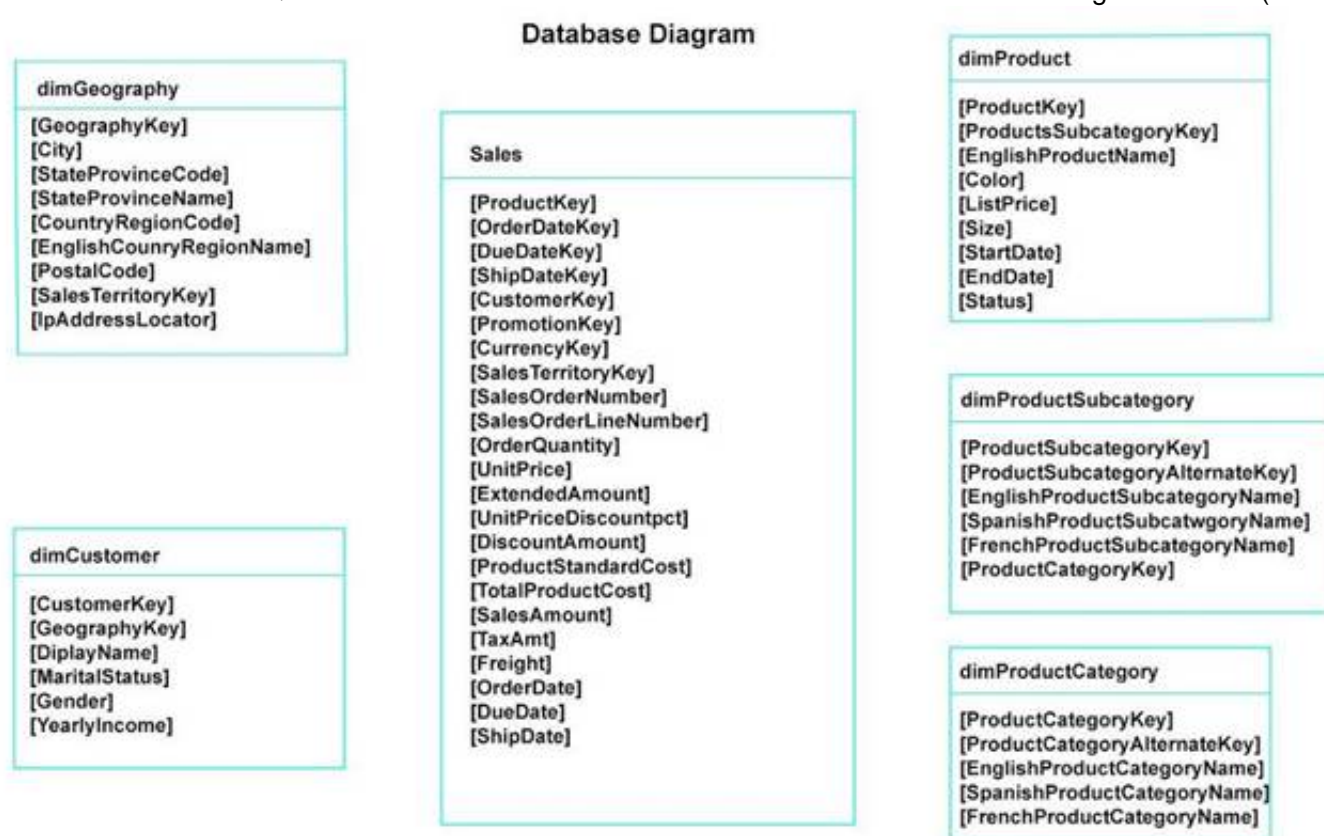 Database Diagram
dimGeography
[GeographyKey]
[City]
[StateProvinceCode]
[StateProvinceName]
[CountryRegionCode]
[EnglishCounryRegionName]
[PostalCode]
[SalesTerritoryKey]
[IpAddressLocator]
dimCustomer
[CustomerKey]
[GeographyKey]
[DiplayName]
[MaritalStatus]
[Gender]
[YearlyIncome]
Sales
[ProductKey]
[OrderDateKey]
[DueDateKey]
[ShipDateKey]
[CustomerKey]
[PromotionKey]
[CurrencyKey]
[SalesTerritoryKey]
[SalesOrderNumber]
[SalesOrderLineNumber]
[OrderQuantity]
[UnitPrice]
[ExtendedAmount]
[UnitPriceDiscountpct]
[DiscountAmount]
[ProductStandardCost]
[TotalProductCost]
[SalesAmount]
[TaxAmt]
[Freight]
[OrderDate]
[DueDate]
[ShipDate]
dimProduct
[ProductKey]
[ProductsSubcategoryKey]
[EnglishProductName]
[Color]
[ListPrice]
[Size]
[StartDate]
[EndDate]
[Status]
dimProductSubcategory
[ProductSubcategoryKey]
[ProductSubcategoryAlternateKey]
[EnglishProductSubcategoryName]
[SpanishProductSubcatwgoryName]
[FrenchProductSubcategoryName]
[ProductCategoryKey]
dimProductCategory
[ProductCategoryKey]
[ProductCategoryAlternateKey]
[EnglishProductCategoryName]
[SpanishProductCategoryName]
[FrenchProductCategoryName]